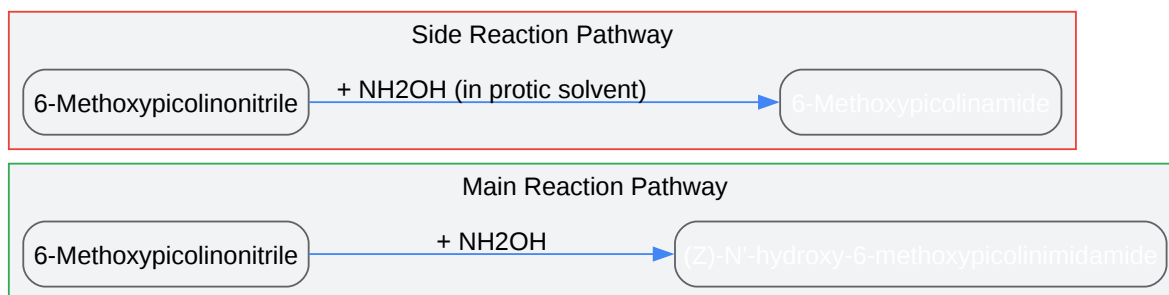 Side Reaction Pathway
6-Methoxypicolinonitrile
+ NH2OH (in protic solvent)
6-Methoxypicolinamide
Main Reaction Pathway
6-Methoxypicolinonitrile
+ NH2OH
(Z)-N'-hydroxy-6-methoxypicolinimidamide